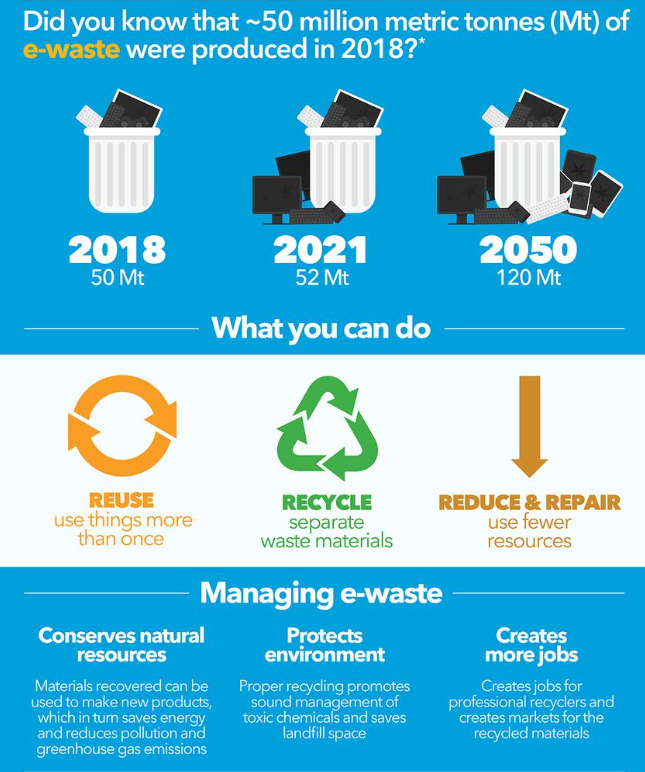 Did you know that ~50 million metric tonnes (Mt) of
e-waste were produced in 2018?*
2018
50 Mt
2021
52 Mt
2050
120 Mt
What you can do
REUSE
use things more
than once
RECYCLE
separate
waste materials
REDUCE & REPAIR
use fewer
resources
Managing e-waste
Conserves natural
resources
Materials recovered can be
used to make new products,
which in turn saves energy
and reduces pollution and
greenhouse gas emissions
Protects
environment
Proper recycling promotes
sound management of
toxic chemicals and saves
landfill space
Creates
more jobs
Creates jobs for
professional recyclers and
creates markets for the
recycled materials